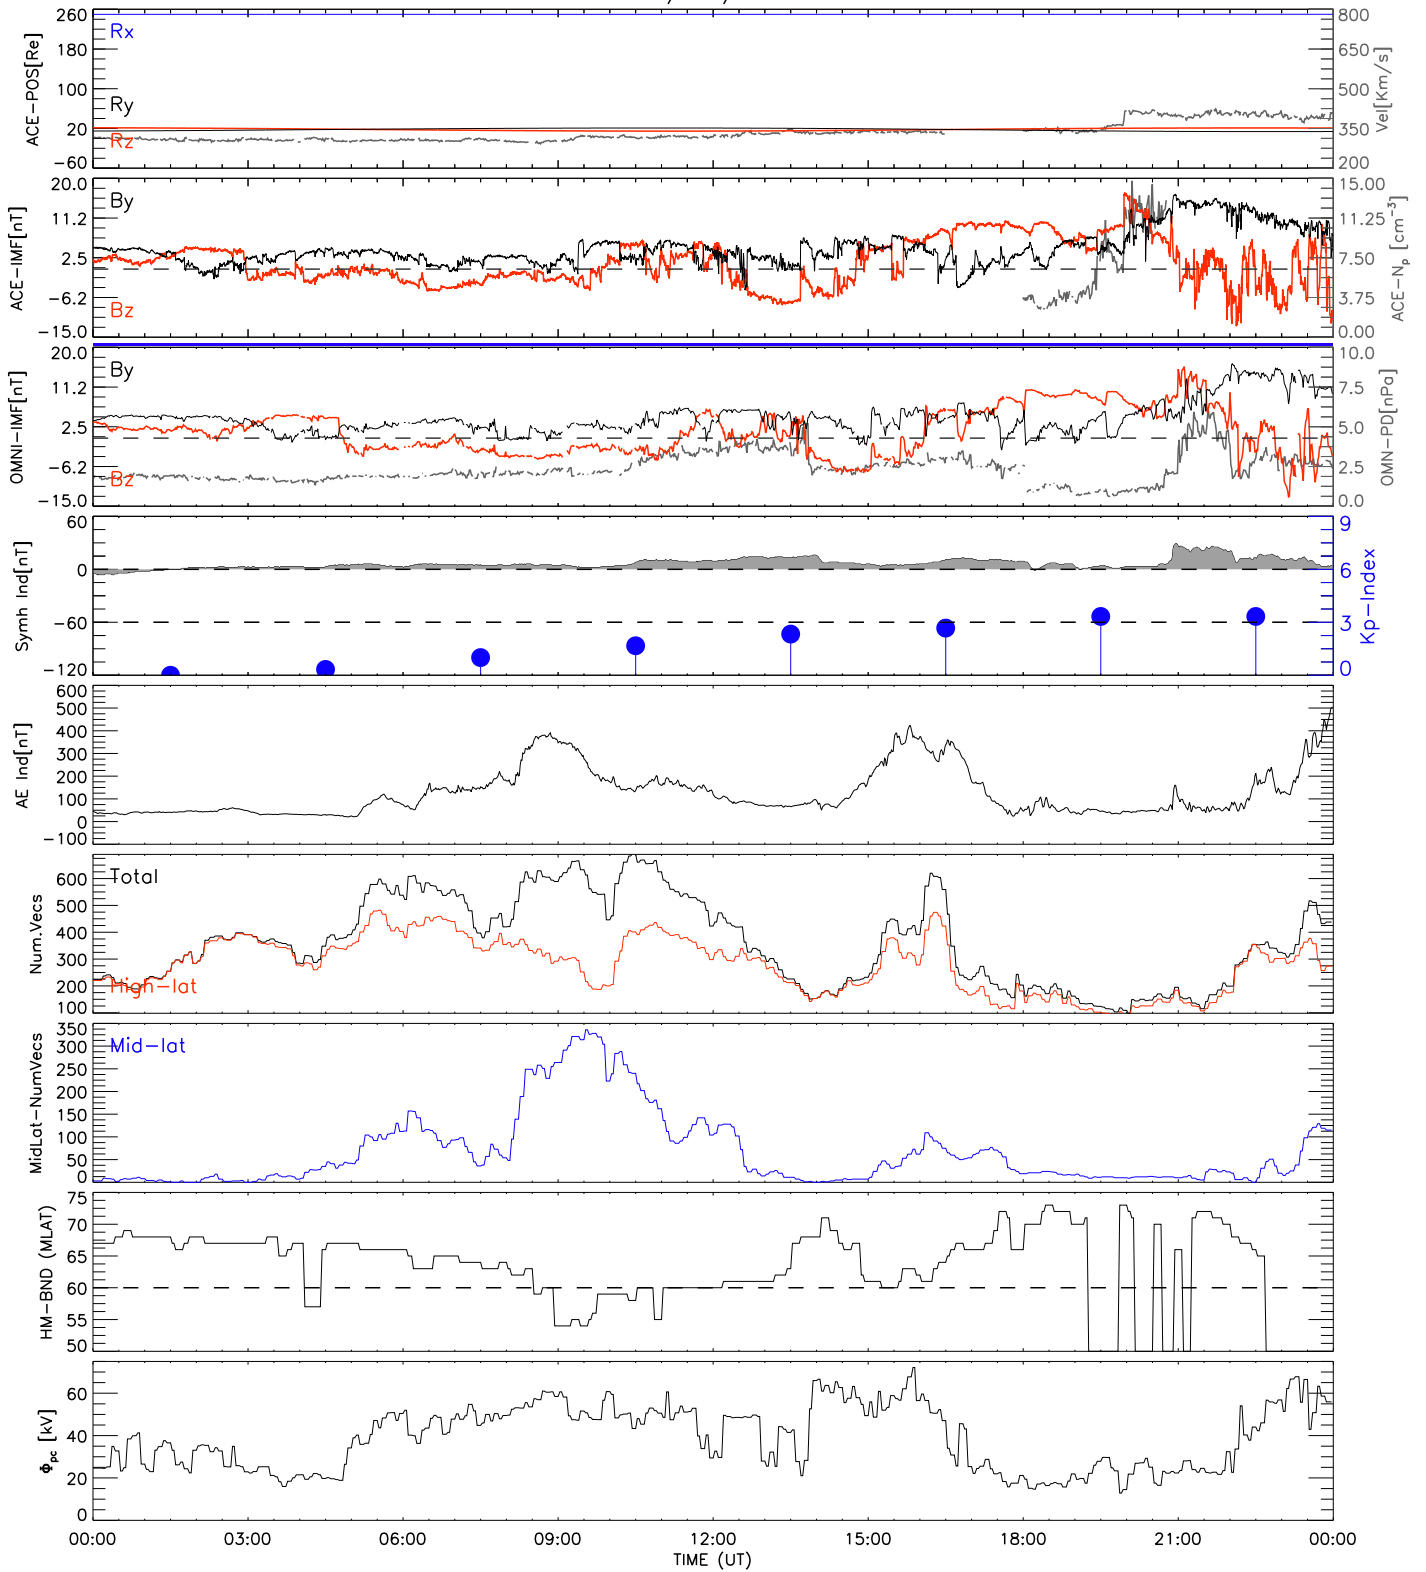 260
180
100
20
−60
ACE−POS[Re]
Rx
Ry
Rz
800
650
500
350
200
Vel[Km/s]
20.0
11.2
2.5
−6.2
−15.0
ACE−IMF[nT]
By
Bz
15.00
11.25
7.50
3.75
0.00
ACE−Np [cm−3]
20.0
11.2
2.5
−6.2
−15.0
OMNI−IMF[nT]
By
Bz
10.0
7.5
5.0
2.5
0.0
OMN−PD[nPa]
60
0
−60
−120
Symh Ind[nT]
9
6
3
0
Kp−Index
600
500
400
300
200
100
0
−100
AE Ind[nT]
600
500
400
300
200
100
Num.Vecs
Total
High−lat
350
300
250
200
150
100
50
0
MidLat−NumVecs
Mid−lat
75
70
65
60
55
50
HM−BND (MLAT)
60
40
20
0
Φpc [kV]
00:00 03:00 06:00 09:00 12:00 15:00 18:00 21:00 00:00
TIME (UT)